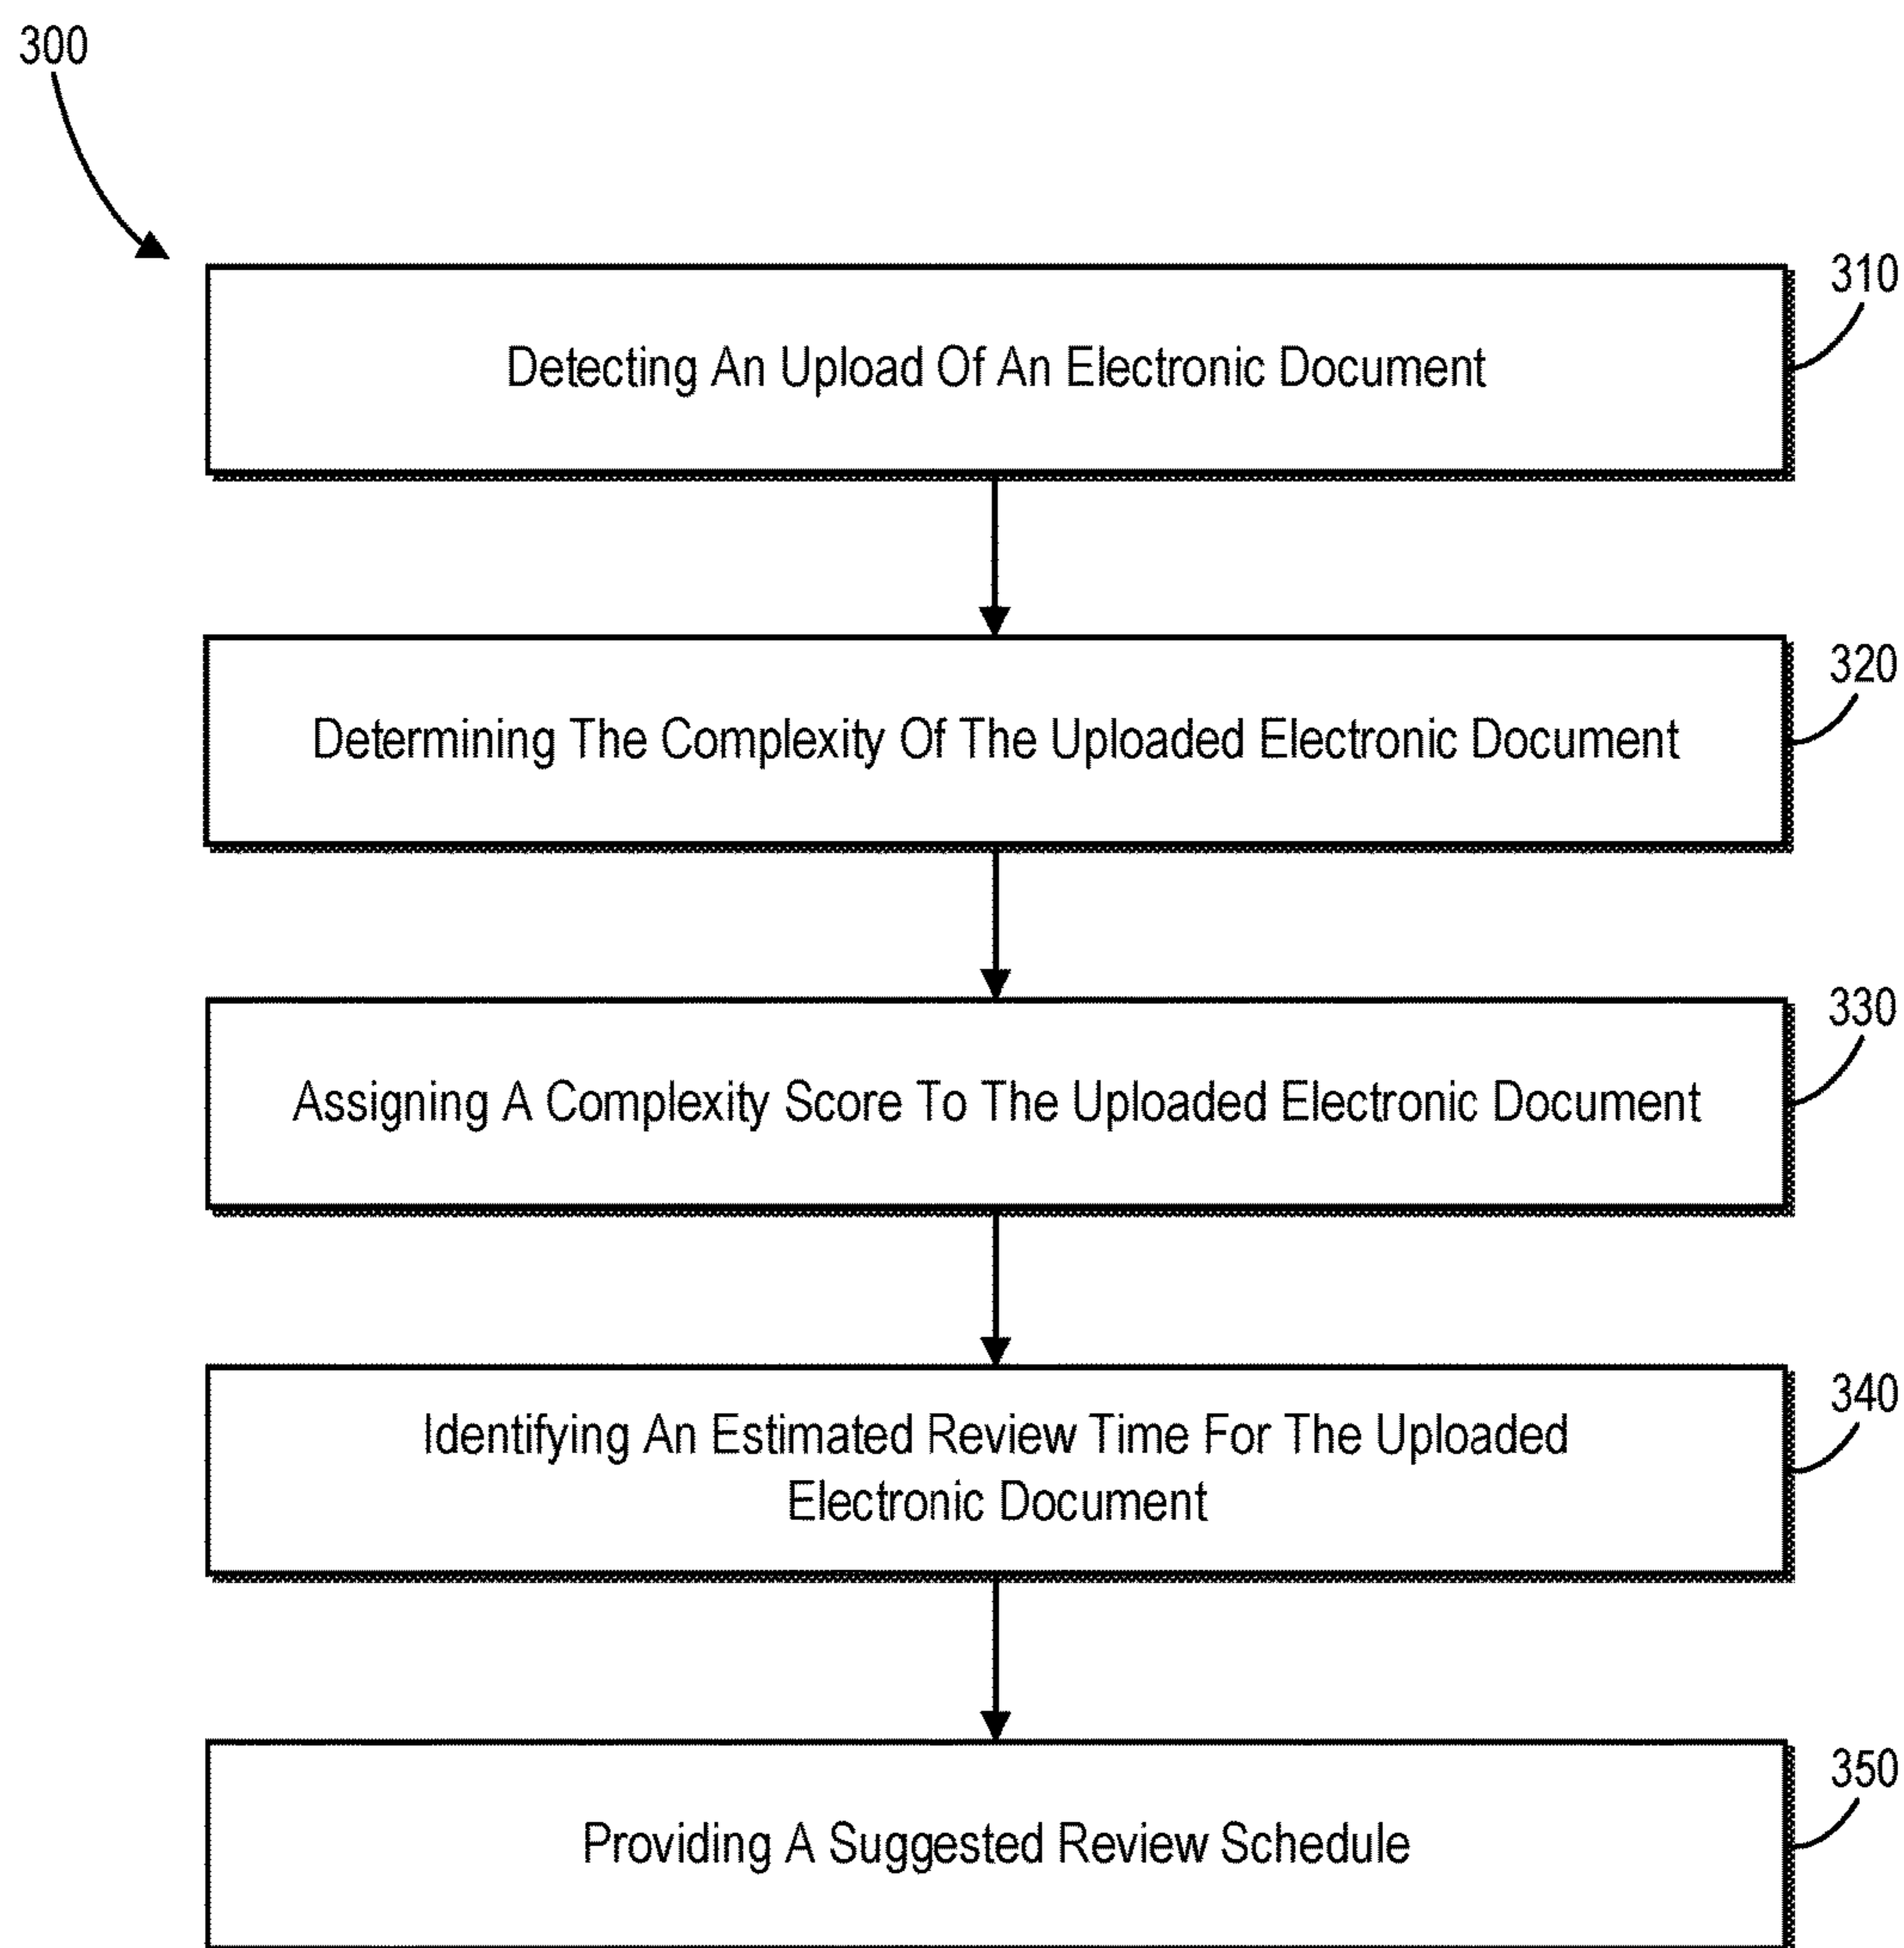 300
310
Detecting An Upload Of An Electronic Document
320
Determining The Complexity Of The Uploaded Electronic Document
330
Assigning A Complexity Score To The Uploaded Electronic Document
340
Identifying An Estimated Review Time For The Uploaded
Electronic Document
350
Providing A Suggested Review Schedule